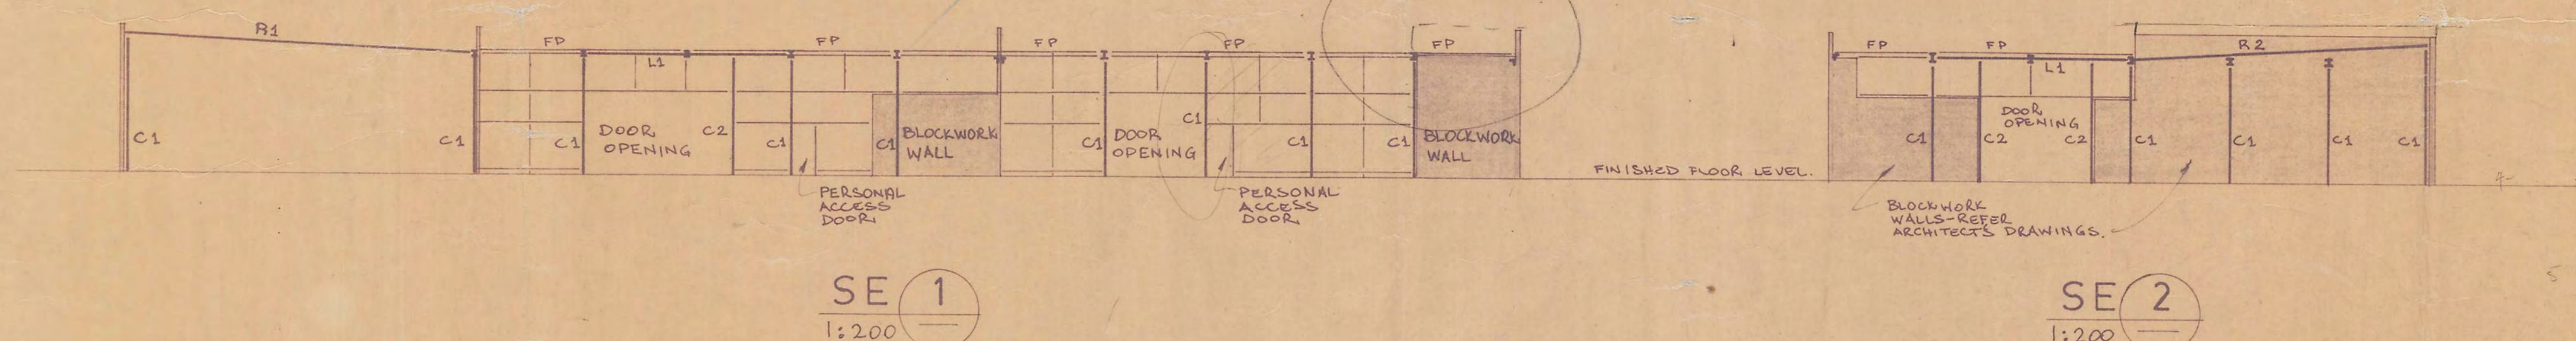 R1
FP
FP
FP
FP
FP
L1
C1
C1
C1
DOOR
OPENING
C2
C1
C1
BLOCKWORK
WALL
C1
DOOR
OPENING
C1
C1
C1
BLOCKWORK
WALL
PERSONAL
ACCESS
DOOR
PERSONAL
ACCESS
DOOR
FINISHED FLOOR LEVEL.
SE 1
1:200
FP
FP
R2
L1
C1
C2
DOOR
OPENING
C2
C1
C1
C1
C1
BLOCKWORK
WALLS-REFER
ARCHITECTS DRAWINGS.
SE 2
1:200